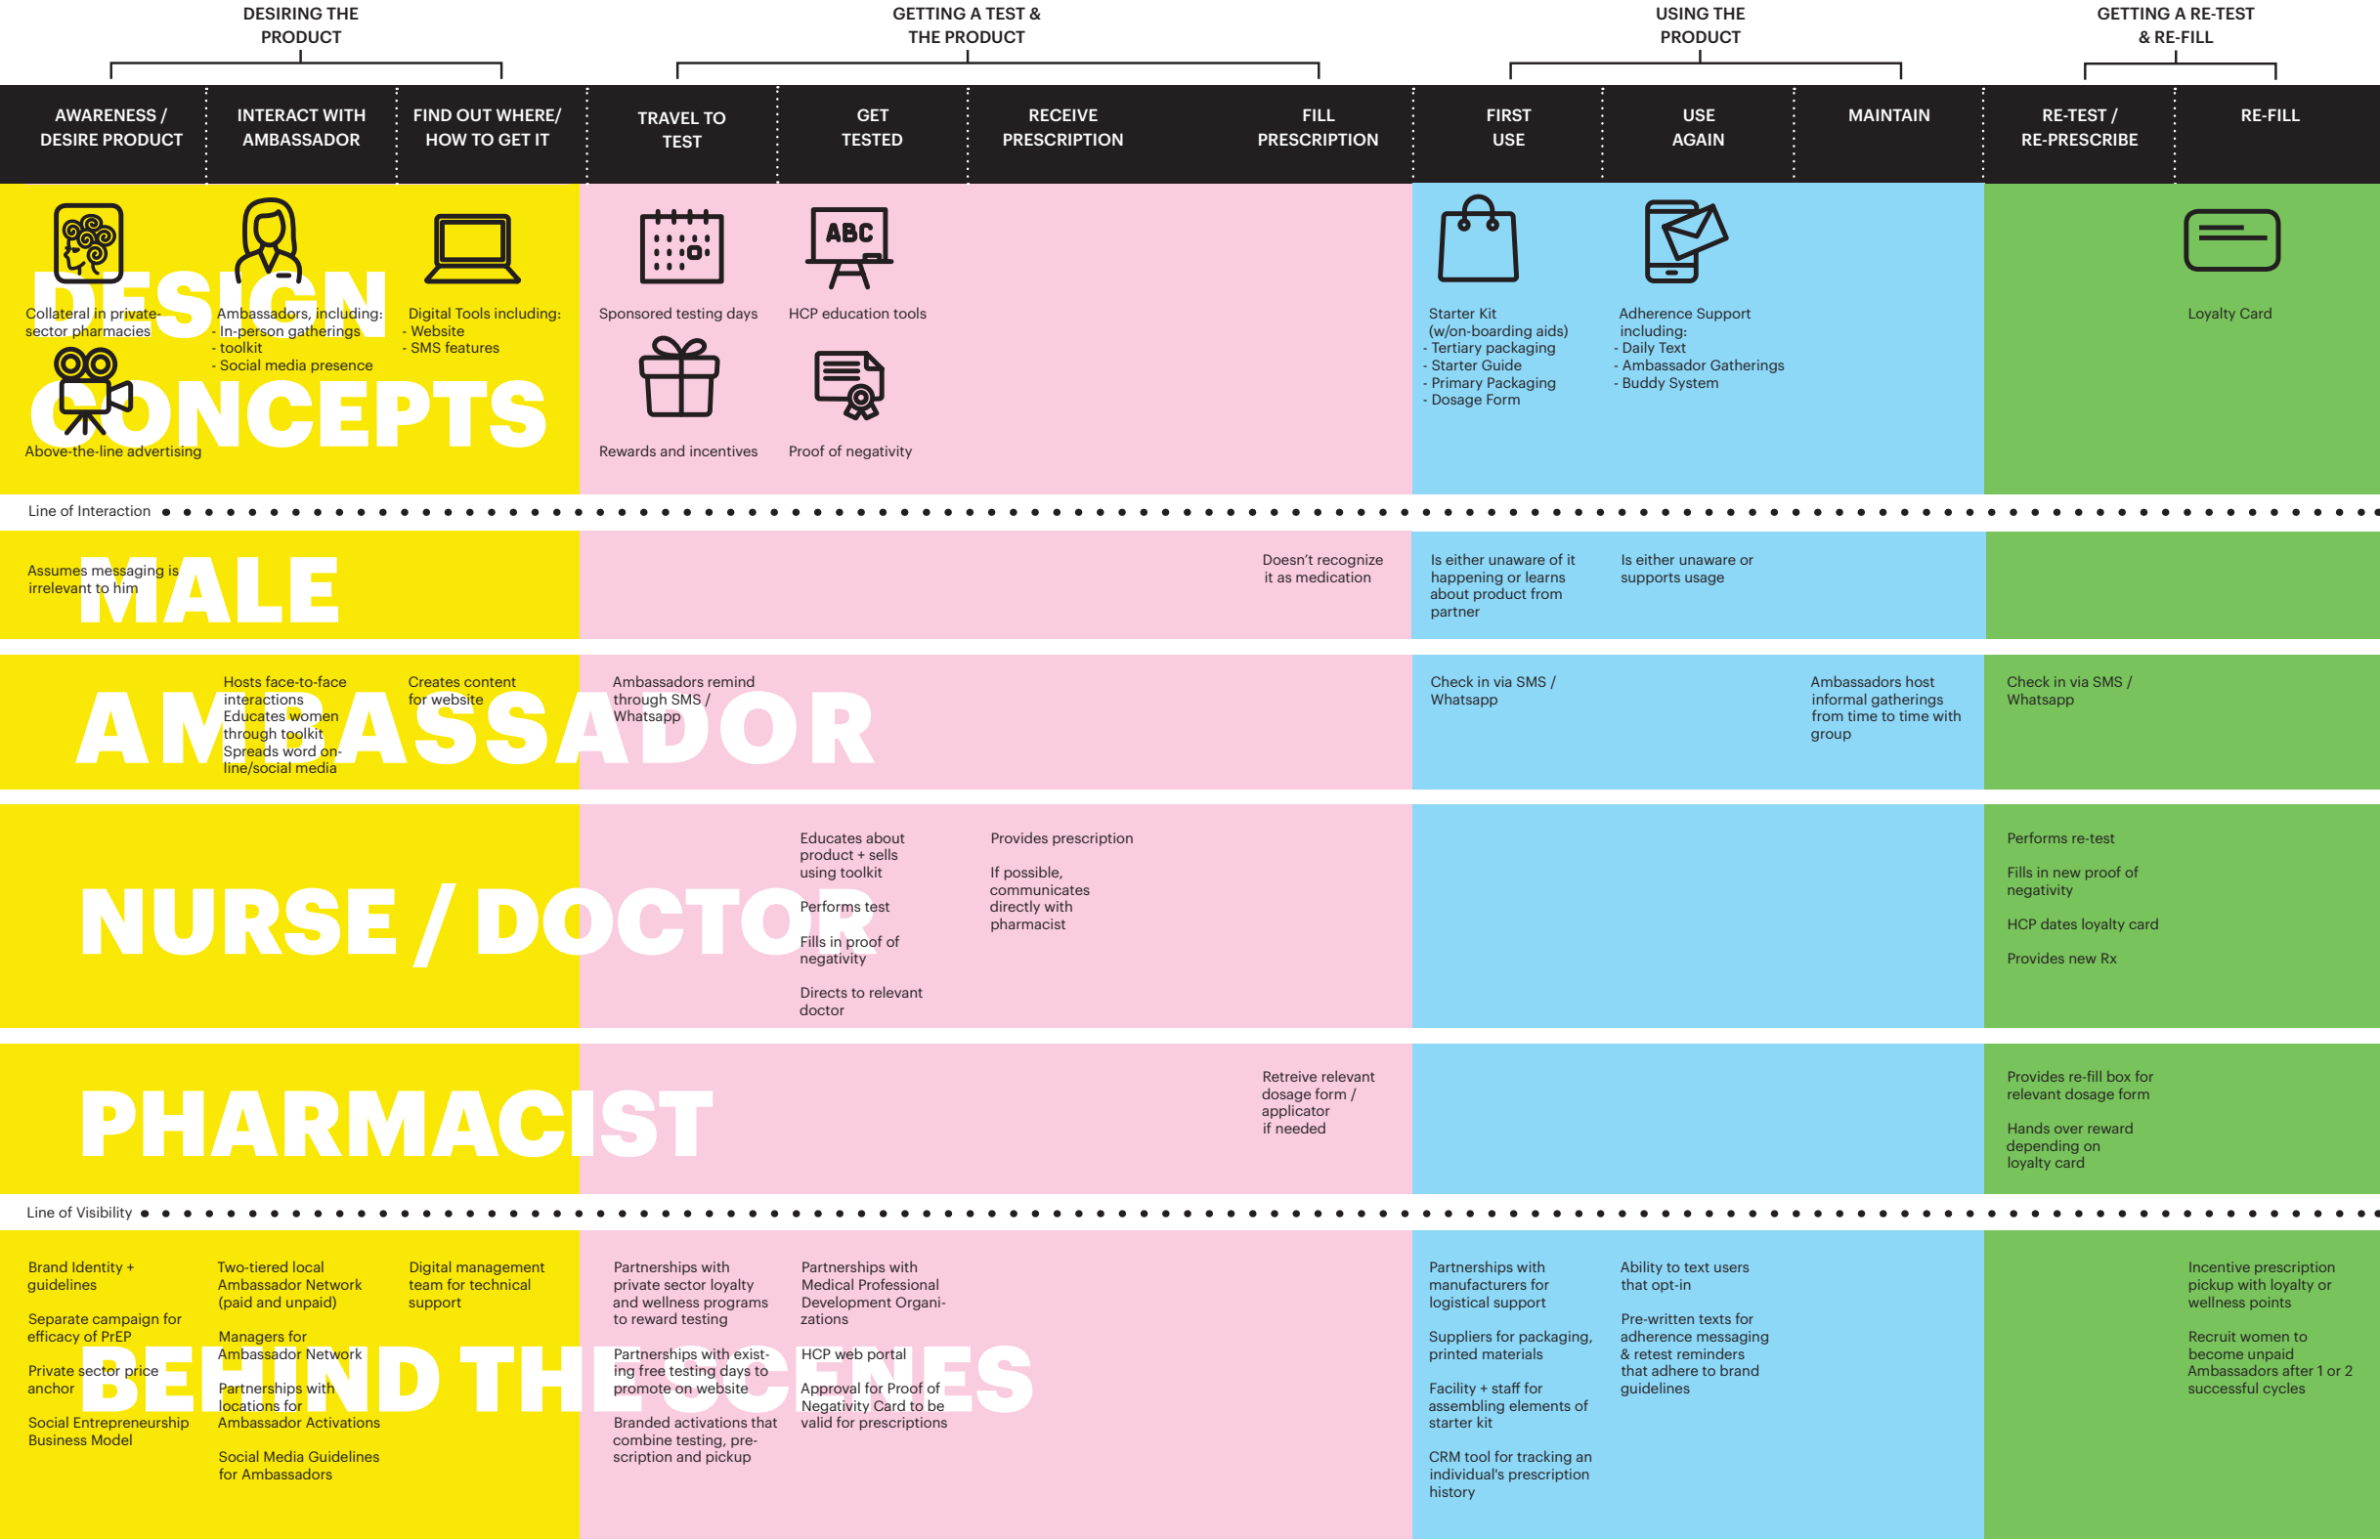 DESIRING THE
PRODUCT
GETTING A TEST &
THE PRODUCT
USING THE
PRODUCT
GETTING A RE-TEST
& RE-FILL
AWARENESS /
DESIRE PRODUCT
INTERACT WITH
AMBASSADOR
FIND OUT WHERE/
HOW TO GET IT
TRAVEL TO
TEST
GET
TESTED
RECEIVE
PRESCRIPTION
FILL
PRESCRIPTION
FIRST
USE
USE
AGAIN
MAINTAIN
RE-TEST /
RE-PRESCRIBE
RE-FILL
DESIGN
CONCEPTS
Collateral in private-
sector pharmacies
Above-the-line advertising
Ambassadors, including:
- In-person gatherings
- toolkit
- Social media presence
Digital Tools including:
- Website
- SMS features
Sponsored testing days
Rewards and incentives
ABC
HCP education tools
Proof of negativity
Starter Kit
(w/on-boarding aids)
- Tertiary packaging
- Starter Guide
- Primary Packaging
- Dosage Form
Adherence Support
including:
- Daily Text
- Ambassador Gatherings
- Buddy System
Loyalty Card
Line of Interaction
MALE
Assumes messaging is
irrelevant to him
Doesn't recognize
it as medication
Is either unaware of it
happening or learns
about product from
partner
Is either unaware or
supports usage
AMBASSADOR
Hosts face-to-face
interactions
Educates women
through toolkit
Spreads word on-
line/social media
Creates content
for website
Ambassadors remind
through SMS /
Whatsapp
Check in via SMS /
Whatsapp
Ambassadors host
informal gatherings
from time to time with
group
Check in via SMS /
Whatsapp
NURSE / DOCTOR
Educates about
product + sells
using toolkit
Performs test
Fills in proof of
negativity
Directs to relevant
doctor
Provides prescription
If possible,
communicates
directly with
pharmacist
Performs re-test
Fills in new proof of
negativity
HCP dates loyalty card
Provides new Rx
PHARMACIST
Retreive relevant
dosage form /
applicator
if needed
Provides re-fill box for
relevant dosage form
Hands over reward
depending on
loyalty card
Line of Visibility
BEHIND THE SCENES
Brand Identity +
guidelines
Separate campaign for
efficacy of PrEP
Private sector price
anchor
Social Entrepreneurship
Business Model
Two-tiered local
Ambassador Network
(paid and unpaid)
Managers for
Ambassador Network
Partnerships with
locations for
Ambassador Activations
Social Media Guidelines
for Ambassadors
Digital management
team for technical
support
Partnerships with
private sector loyalty
and wellness programs
to reward testing
Partnerships with exist-
ing free testing days to
promote on website
Branded activations that
combine testing, pre-
scription and pickup
Partnerships with
Medical Professional
Development Organi-
zations
HCP web portal
Approval for Proof of
Negativity Card to be
valid for prescriptions
Partnerships with
manufacturers for
logistical support
Suppliers for packaging,
printed materials
Facility + staff for
assembling elements of
starter kit
CRM tool for tracking an
individual's prescription
history
Ability to text users
that opt-in
Pre-written texts for
adherence messaging
& retest reminders
that adhere to brand
guidelines
Incentive prescription
pickup with loyalty or
wellness points
Recruit women to
become unpaid
Ambassadors after 1 or 2
successful cycles